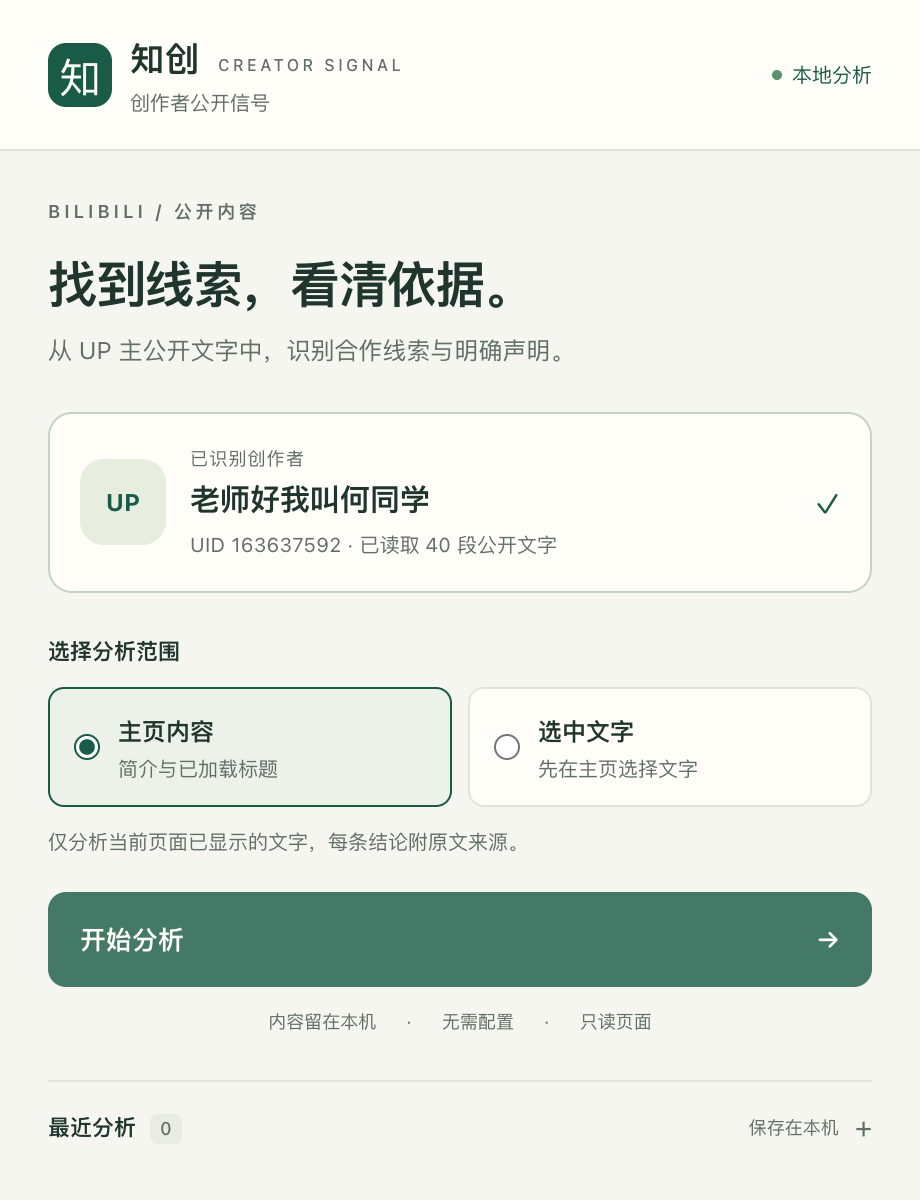 知
知创 CREATOR SIGNAL
创作者公开信号
本地分析
BILIBILI / 公开内容
找到线索，看清依据。
从 UP 主公开文字中，识别合作线索与明确声明。
UP
已识别创作者
老师好我叫何同学
UID 163637592 · 已读取 40 段公开文字
选择分析范围
主页内容
简介与已加载标题
选中文字
先在主页选择文字
仅分析当前页面已显示的文字，每条结论附原文来源。
开始分析 →
内容留在本机 · 无需配置 · 只读页面
最近分析 0
保存在本机 +